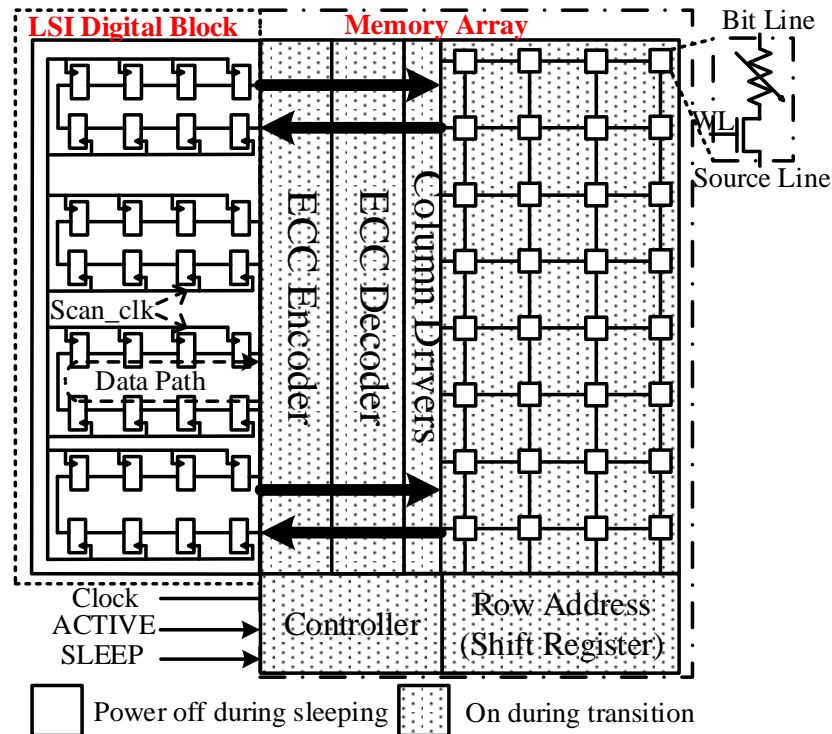 LSI Digital Block
Memory Array
Bit Line
WL
Source Line
ECC Encoder
ECC Decoder
Column Drivers
Scan_clk
Data Path
Clock
ACTIVE
SLEEP
Controller
Row Address
(Shift Register)
Power off during sleeping
On during transition